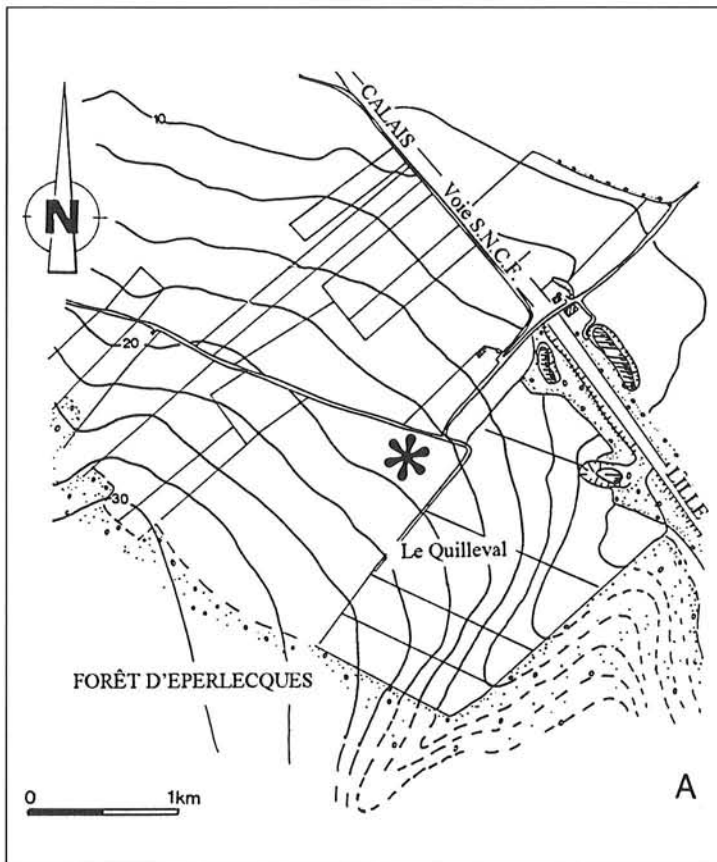 CALAIS
10
Voie S.N.C.F.
N
20
LILLE
30
Le Quilleval
FORÊT D'EPERLECQUES
0 1km
A